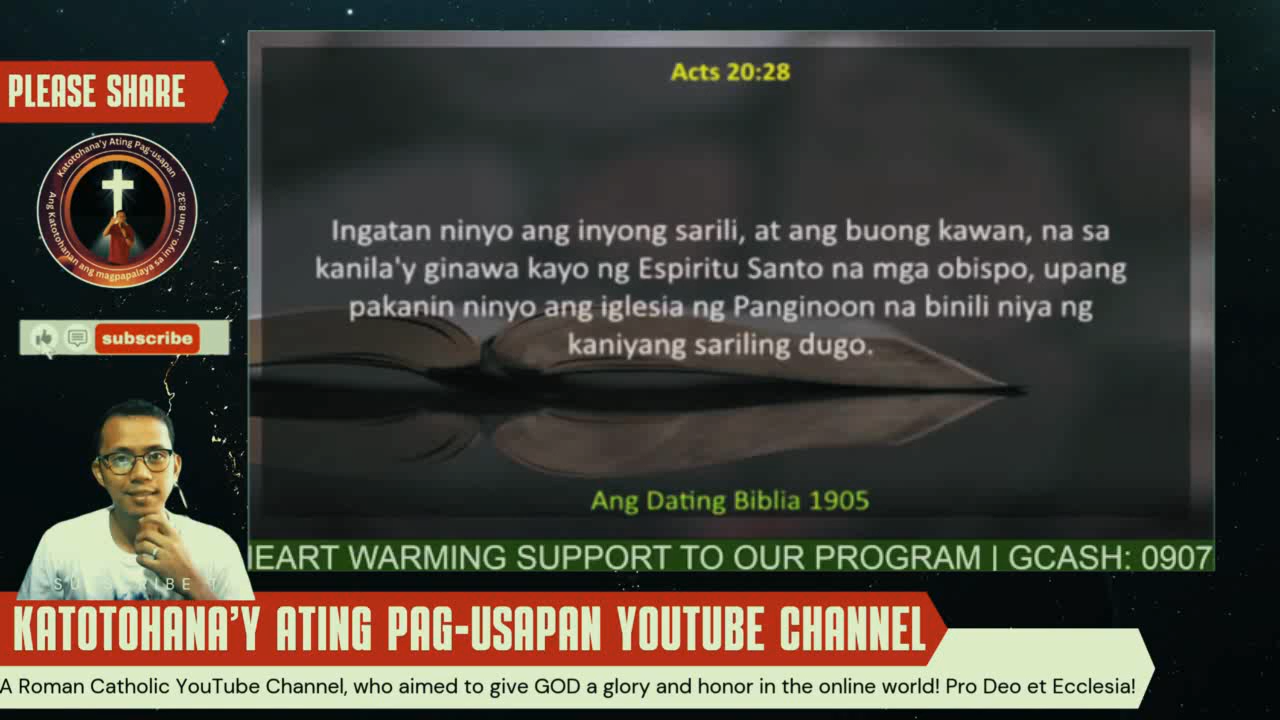 PLEASE SHARE
Katotohana'y Ating Pag-usapan
Ang Katotohanan ang magpapalaya sa inyo. Juan 8:32
subscribe
Acts 20:28
Ingatan ninyo ang inyong sarili, at ang buong kawan, na sa
kanila'y ginawa kayo ng Espiritu Santo na mga obispo, upang
pakanin ninyo ang iglesia ng Panginoon na binili niya ng
kaniyang sariling dugo.
Ang Dating Biblia 1905
EART WARMING SUPPORT TO OUR PROGRAM | GCASH: 0907
KATOTOHANA'Y ATING PAG-USAPAN YOUTUBE CHANNEL
A Roman Catholic YouTube Channel, who aimed to give GOD a glory and honor in the online world! Pro Deo et Ecclesia!